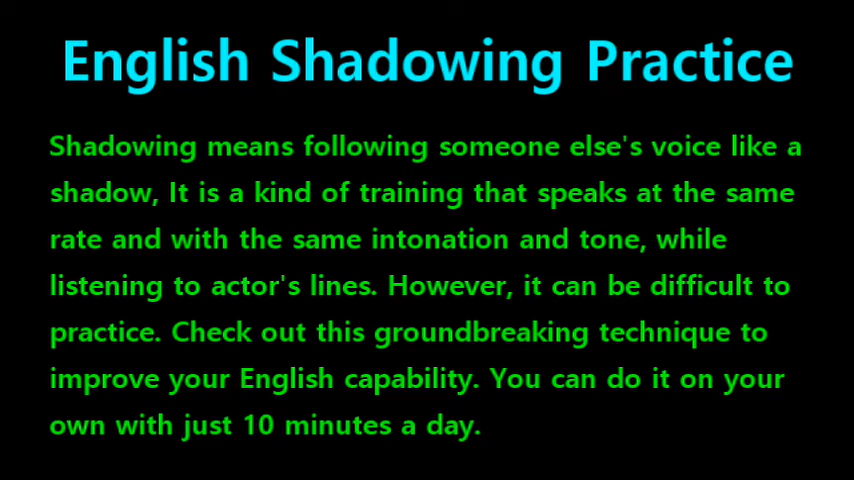 English Shadowing Practice
Shadowing means following someone else's voice like a
shadow, It is a kind of training that speaks at the same
rate and with the same intonation and tone, while
listening to actor's lines. However, it can be difficult to
practice. Check out this groundbreaking technique to
improve your English capability. You can do it on your
own with just 10 minutes a day.